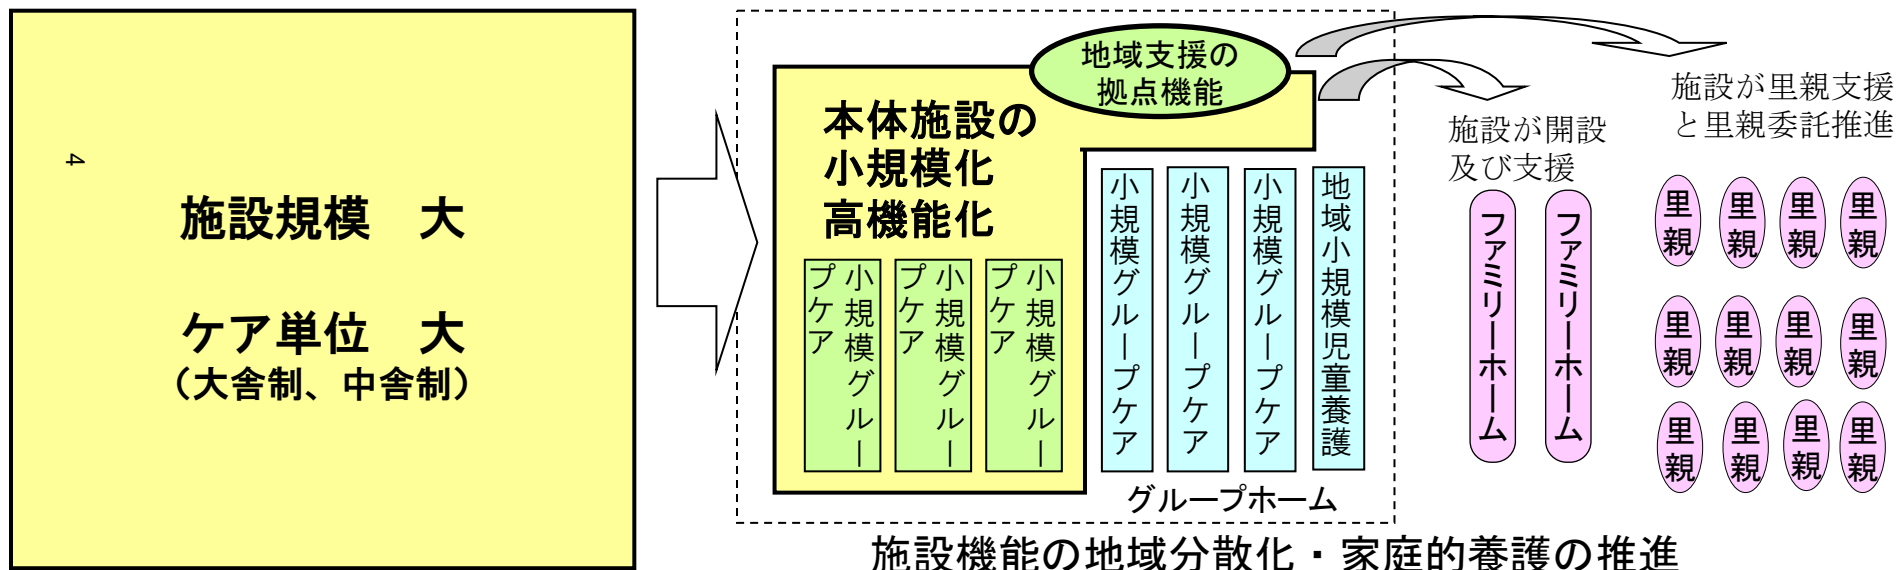 4
施設規模　大
ケア単位　大
（大舎制、中舎制）
地域支援の
拠点機能
本体施設の
小規模化
高機能化
小規模グルー
プケア
小規模グルー
プケア
小規模グルー
プケア
小規模グループケア
小規模グループケア
小規模グループケア
地域小規模児童養護
グループホーム
施設が開設
及び支援
ファミリーホーム
ファミリーホーム
施設が里親支援
と里親委託推進
里親
里親
里親
里親
里親
里親
里親
里親
里親
里親
里親
里親
施設機能の地域分散化・家庭的養護の推進